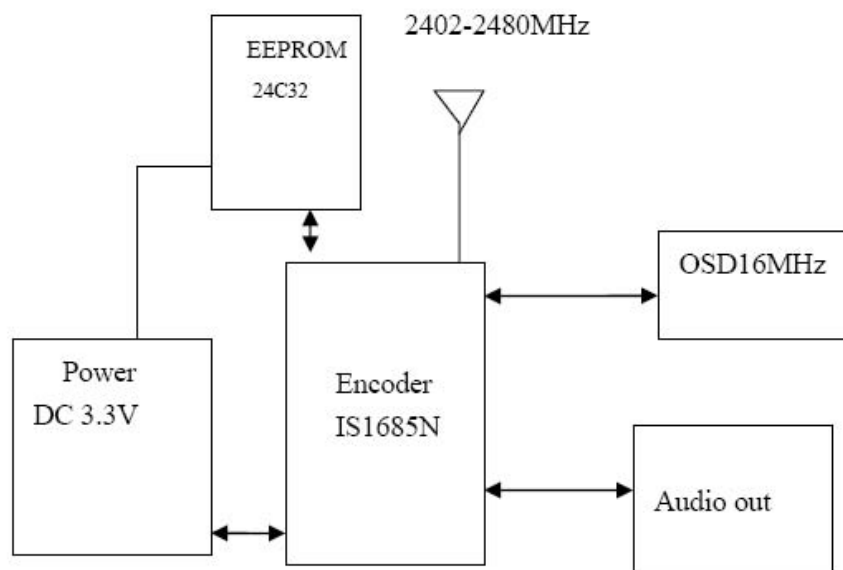 EEPROM
24C32
2402-2480MHz
OSD16MHz
Power
DC 3.3V
Encoder
IS1685N
Audio out